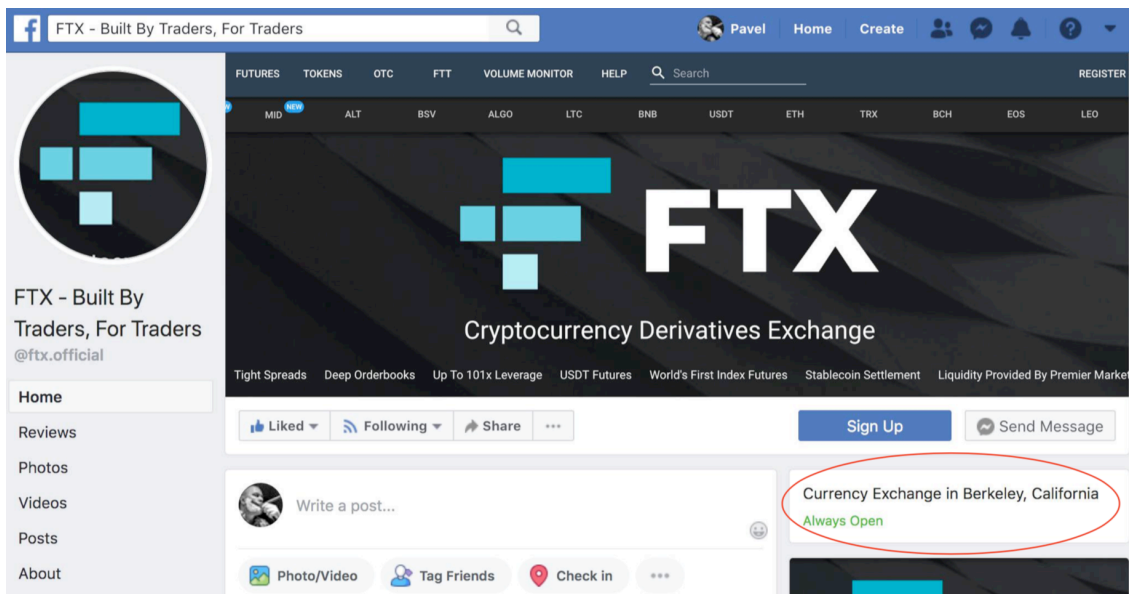 FTX - Built By Traders, For Traders
Pavel Home Create
FTX - Built By
Traders, For Traders
@ftx.official
Home
Reviews
Photos
Videos
Posts
About
FUTURES TOKENS OTC FTT VOLUME MONITOR HELP Search REGISTER
MID NEW ALT BSV ALGO LTC BNB USDT ETH TRX BCH EOS LEO
FTX
Cryptocurrency Derivatives Exchange
Tight Spreads Deep Orderbooks Up To 101x Leverage USDT Futures World's First Index Futures Stablecoin Settlement Liquidity Provided By Premier Market
Liked Following Share Sign Up Send Message
Write a post...
Photo/Video Tag Friends Check in
Currency Exchange in Berkeley, California
Always Open